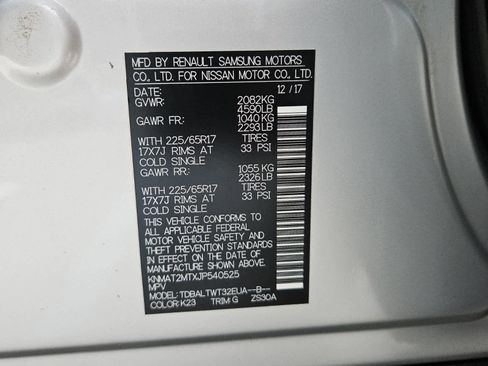 MFD BY RENAULT SAMSUNG MOTORS
CO., LTD. FOR NISSAN MOTOR CO., LTD.
DATE: 12 / 17
GVWR: 2082KG
4590LB
GAWR FR: 1040 KG
2293LB
WITH 225/65R17 TIRES
17X7J RIMS AT 33 PSI
COLD SINGLE
GAWR RR: 1055 KG
2326LB
WITH 225/65R17 TIRES
17X7J RIMS AT 33 PSI
COLD SINGLE
THIS VEHICLE CONFORMS TO
ALL APPLICABLE FEDERAL
MOTOR VEHICLE SAFETY AND
THEFT PREVENTION STANDARDS
IN EFFECT ON THE DATE OF
MANUFACTURE SHOWN ABOVE.
KNMAT2MTXJP540525
MPV
MODEL: TDBALTWT32EUA--B--
COLOR:K23 TRIM:G ZS30A